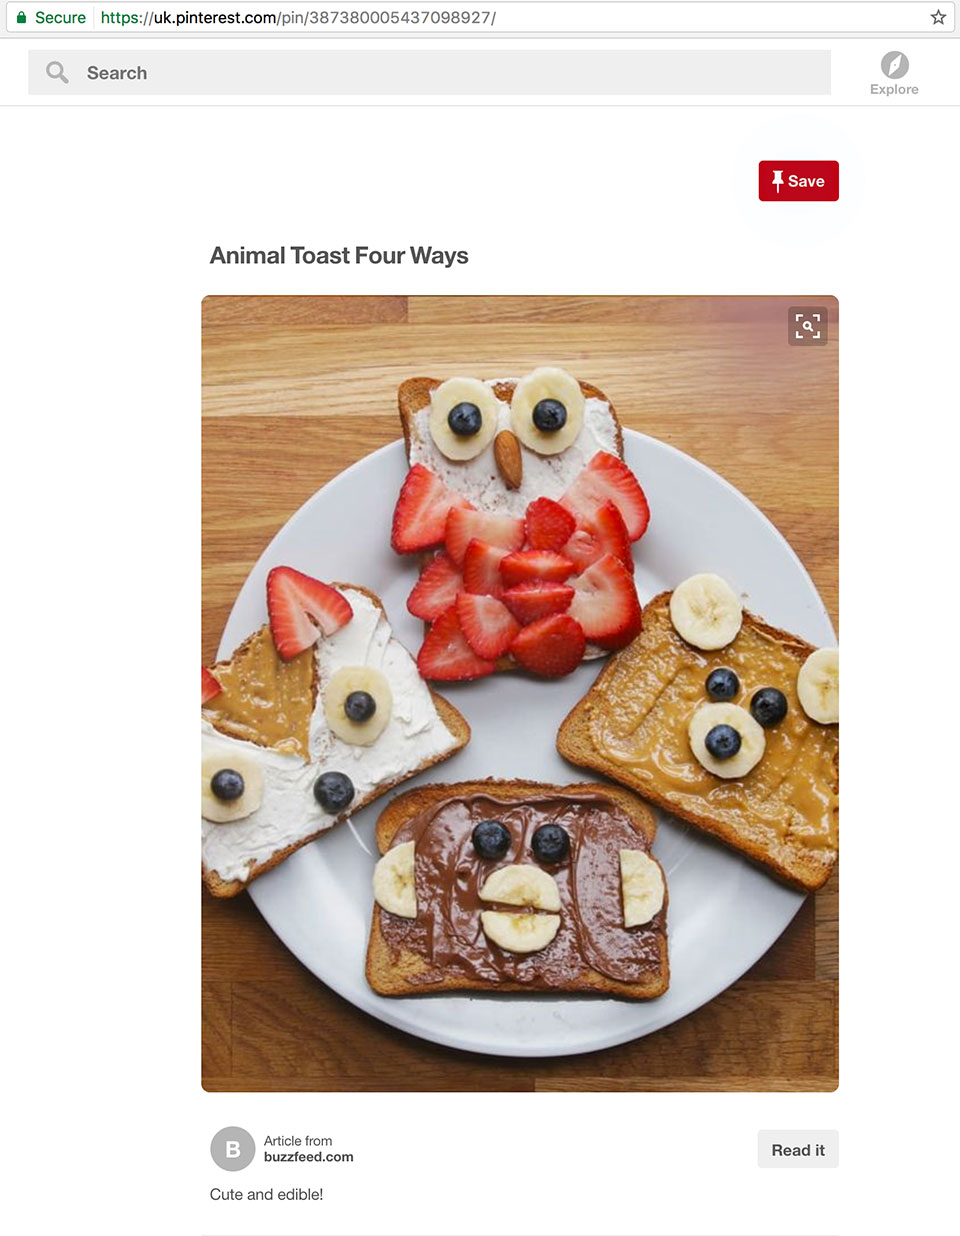 Secure https://uk.pinterest.com/pin/387380005437098927/
Search
Explore
Save
Animal Toast Four Ways
B
Article from
buzzfeed.com
Read it
Cute and edible!